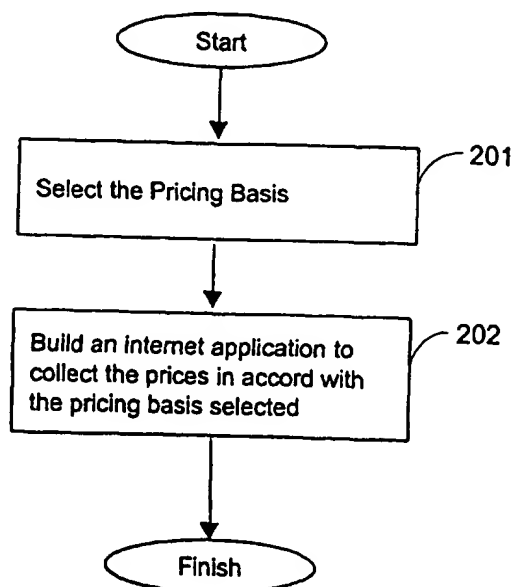 Start
201
Select the Pricing Basis
202
Build an internet application to
collect the prices in accord with
the pricing basis selected
Finish